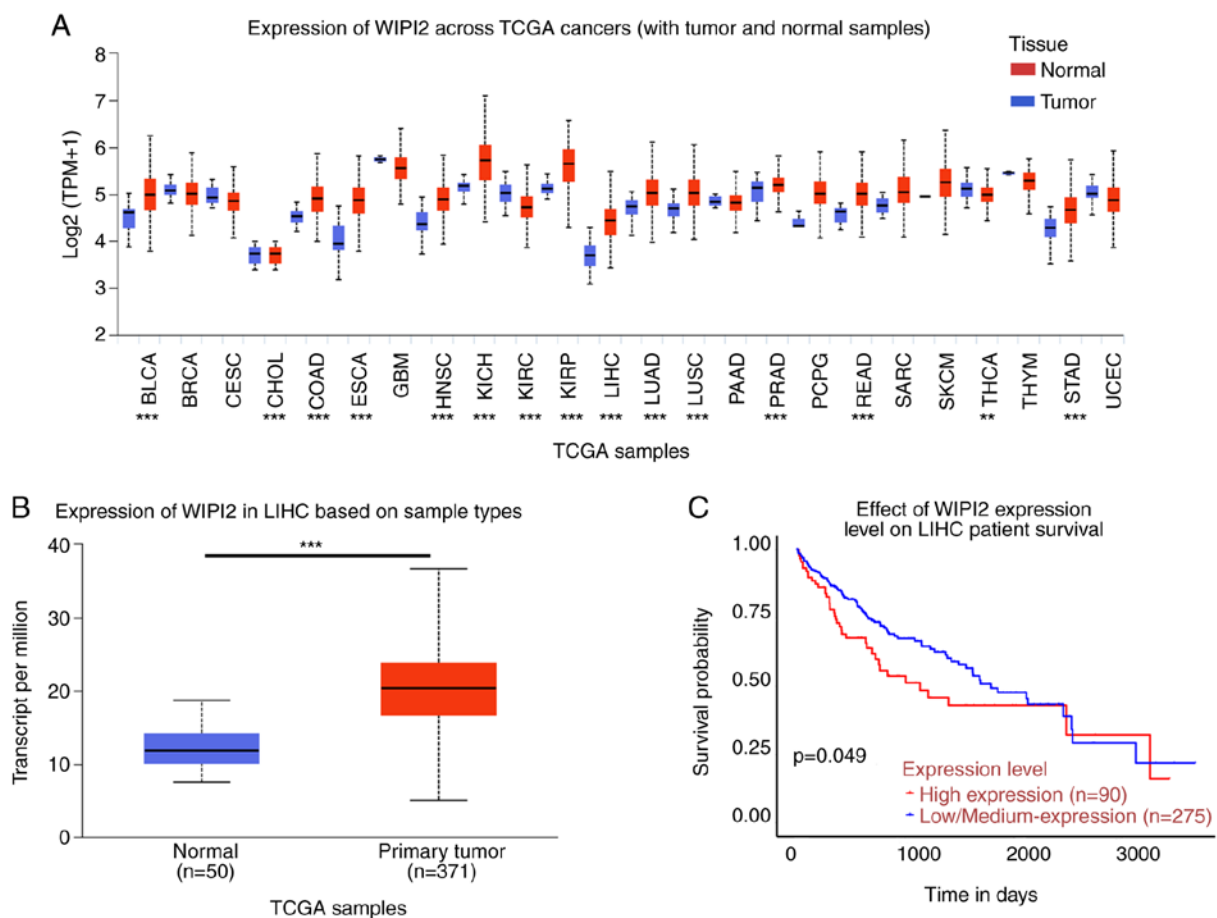 A
Expression of WIPI2 across TCGA cancers (with tumor and normal samples)
Tissue
Normal
Tumor
Log2 (TPM+1)
8
7
6
5
4
3
2
BLCA
BRCA
CESC
CHOL
COAD
ESCA
GBM
HNSC
KICH
KIRC
KIRP
LIHC
LUAD
LUSC
PAAD
PRAD
PCPG
READ
SARC
SKCM
THCA
THYM
STAD
UCEC
*** *** *** *** *** *** *** *** *** *** *** *** *** ** ***
TCGA samples
B
Expression of WIPI2 in LIHC based on sample types
***
Transcript per million
40
30
20
10
0
Normal
(n=50)
Primary tumor
(n=371)
TCGA samples
C
Effect of WIPI2 expression
level on LIHC patient survival
Survival probability
1.00
0.75
0.50
0.25
0.00
p=0.049
Expression level
High expression (n=90)
Low/Medium-expression (n=275)
0 1000 2000 3000
Time in days